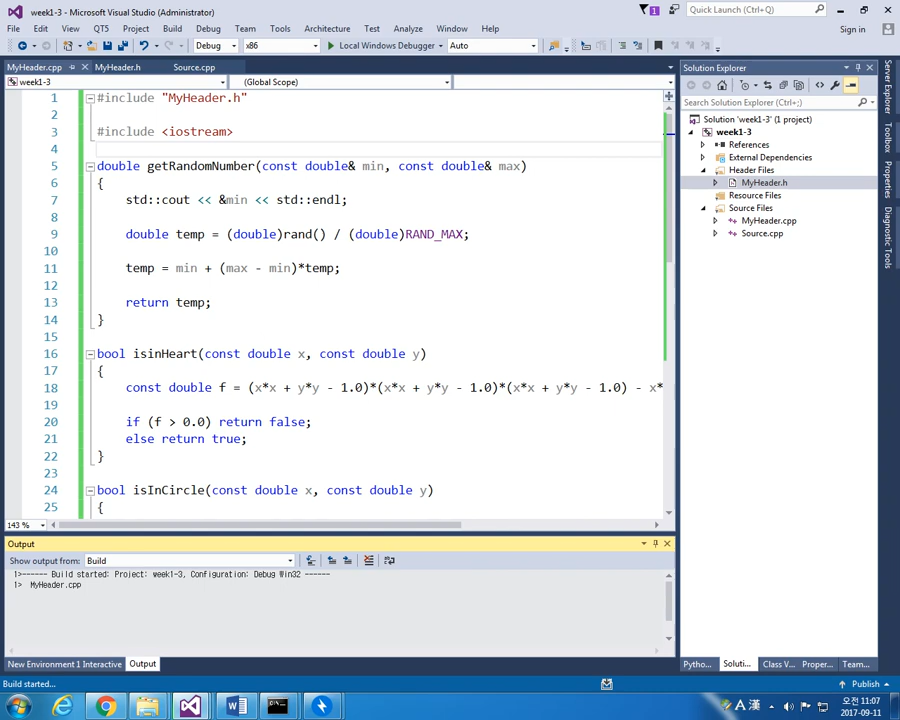 week1-3 - Microsoft Visual Studio (Administrator)
1
Quick Launch (Ctrl+Q)
File Edit View QT5 Project Build Debug Team Tools Architecture Test Analyze Window Help
Sign in
Debug x86 Local Windows Debugger Auto
MyHeader.cpp MyHeader.h Source.cpp
week1-3 (Global Scope)
1 #include "MyHeader.h"
2
3 #include <iostream>
4
5 double getRandomNumber(const double& min, const double& max)
6 {
7 std::cout << &min << std::endl;
8
9 double temp = (double)rand() / (double)RAND_MAX;
10
11 temp = min + (max - min)*temp;
12
13 return temp;
14 }
15
16 bool isinHeart(const double x, const double y)
17 {
18 const double f = (x*x + y*y - 1.0)*(x*x + y*y - 1.0)*(x*x + y*y - 1.0) - x*
19
20 if (f > 0.0) return false;
21 else return true;
22 }
23
24 bool isInCircle(const double x, const double y)
25 {
143 %
Output
Show output from: Build
1>------ Build started: Project: week1-3, Configuration: Debug Win32 ------
1> MyHeader.cpp
New Environment 1 Interactive Output
Solution Explorer
Search Solution Explorer (Ctrl+;)
Solution 'week1-3' (1 project)
week1-3
References
External Dependencies
Header Files
MyHeader.h
Resource Files
Source Files
MyHeader.cpp
Source.cpp
Pytho... Soluti... Class V... Proper... Team...
Server Explorer
Toolbox
Properties
Diagnostic Tools
Build started...
Publish
A 漢
오전 11:07
2017-09-11